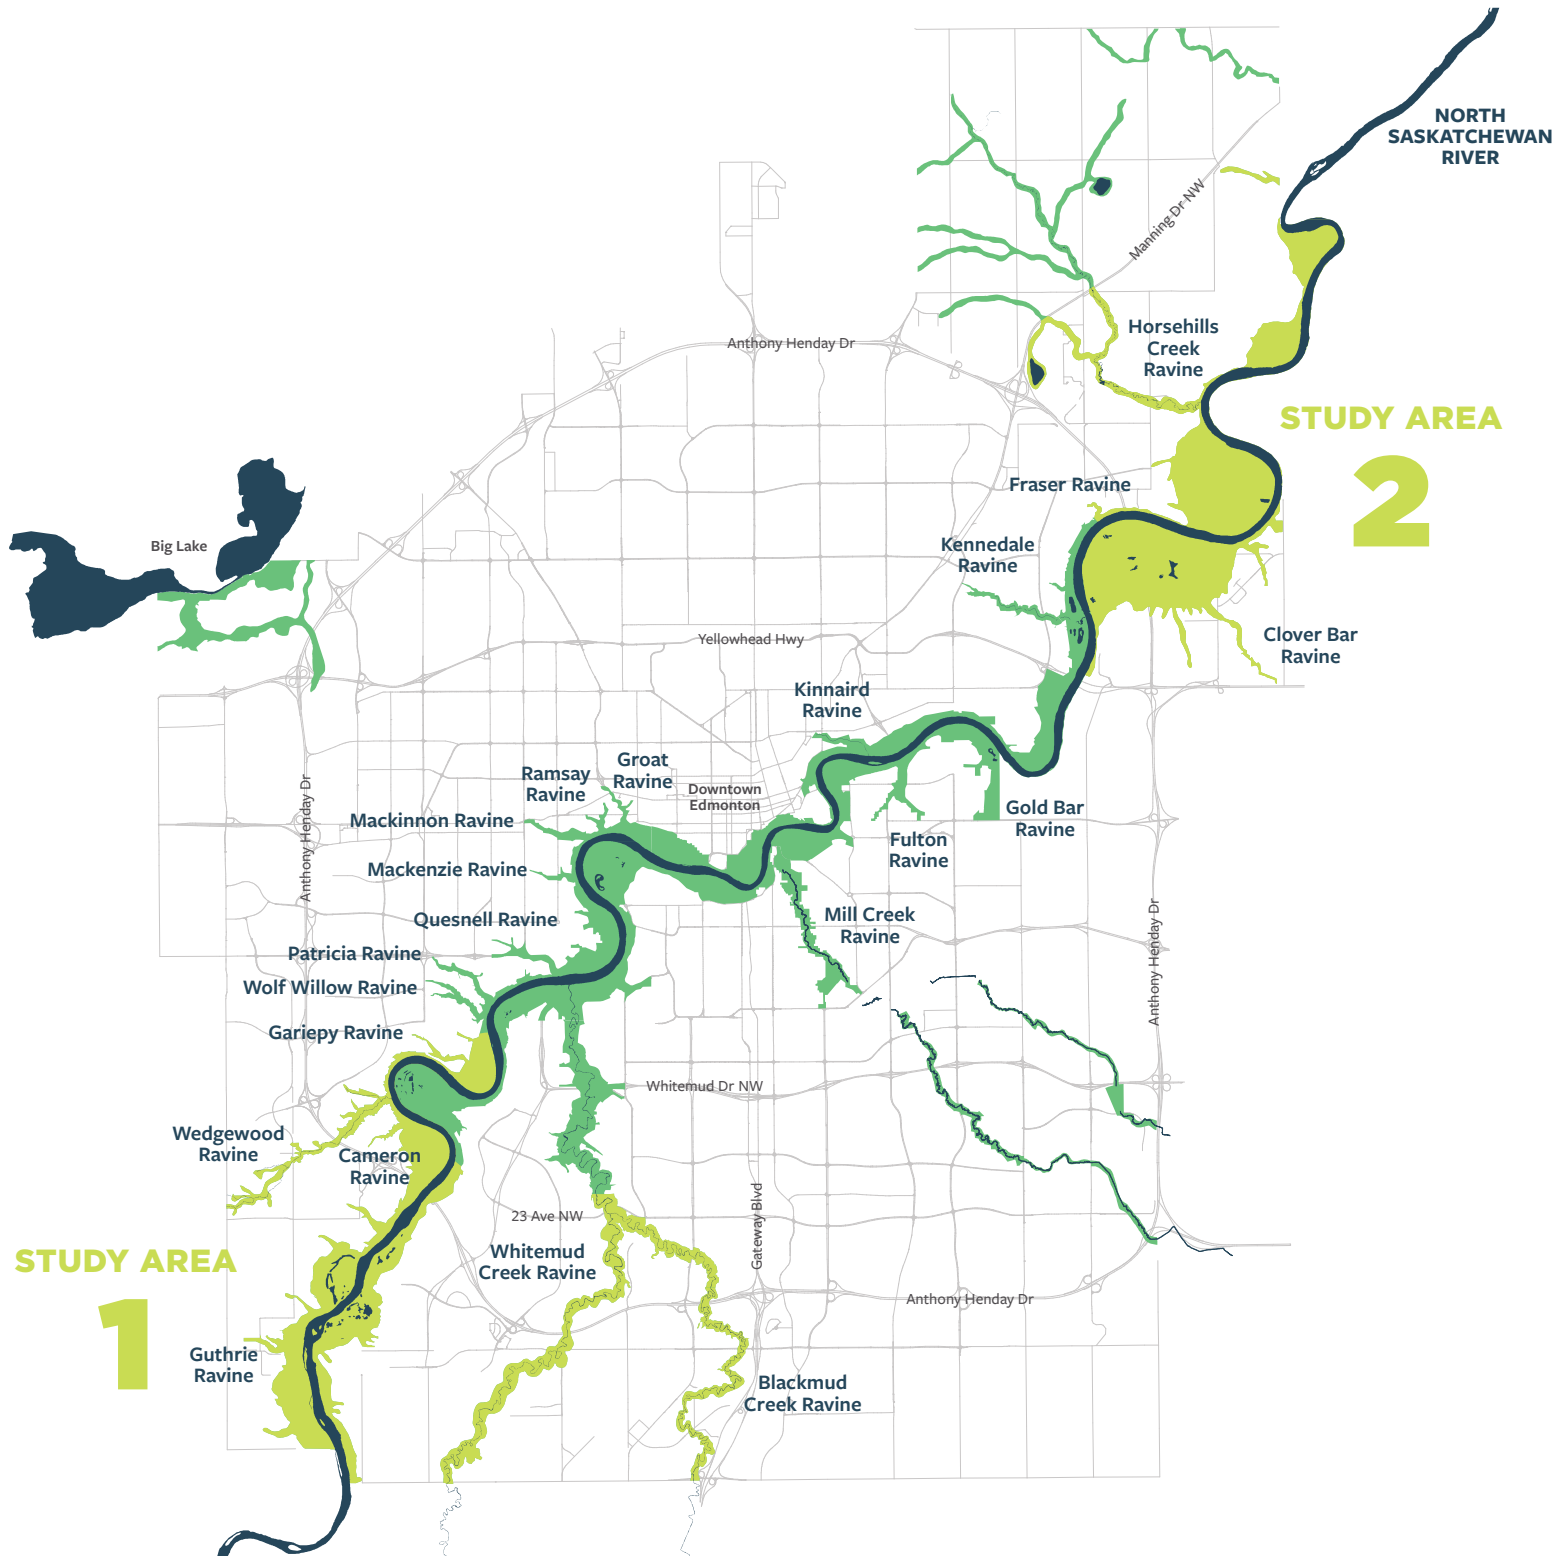 NORTH
SASKATCHEWAN
RIVER
Manning Dr NW
Horsehills
Creek
Ravine
Anthony Henday Dr
STUDY AREA
2
Fraser Ravine
Kennedale
Ravine
Big Lake
Clover Bar
Ravine
Yellowhead Hwy
Kinnaird
Ravine
Groat
Ravine
Ramsay
Ravine
Downtown
Edmonton
Anthony Henday Dr
Mackinnon Ravine
Gold Bar
Ravine
Fulton
Ravine
Mackenzie Ravine
Quesnell Ravine
Mill Creek
Ravine
Anthony Henday Dr
Patricia Ravine
Wolf Willow Ravine
Gariepy Ravine
Whitemud Dr NW
Wedgewood
Ravine
Cameron
Ravine
23 Ave NW
Gateway Blvd
STUDY AREA
1
Whitemud
Creek Ravine
Anthony Henday Dr
Guthrie
Ravine
Blackmud
Creek Ravine